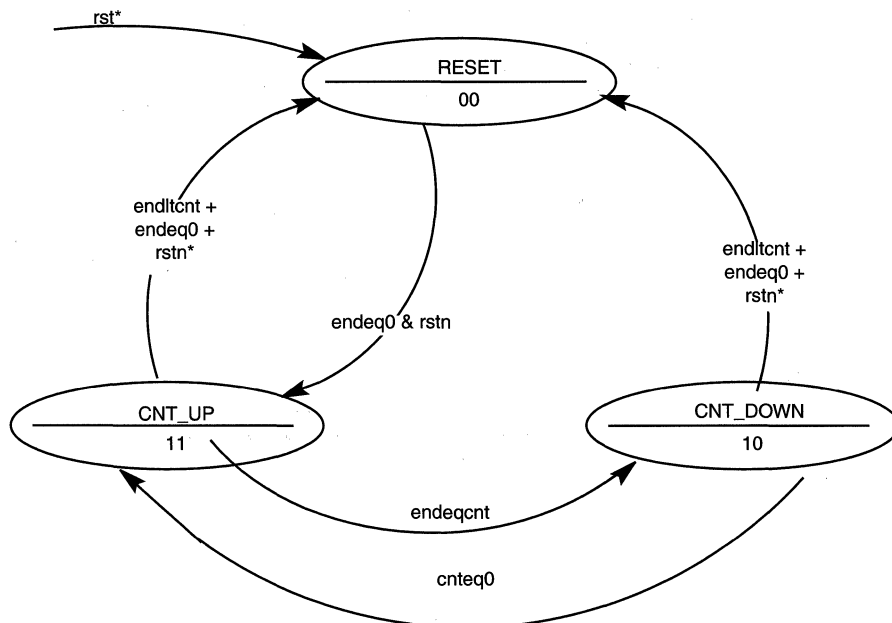 rst*
RESET
00
endltcnt +
endeq0 +
rstn*
endltcnt +
endeq0 +
rstn*
endeq0 & rstn
CNT_UP
11
CNT_DOWN
10
endeqcnt
cnteq0